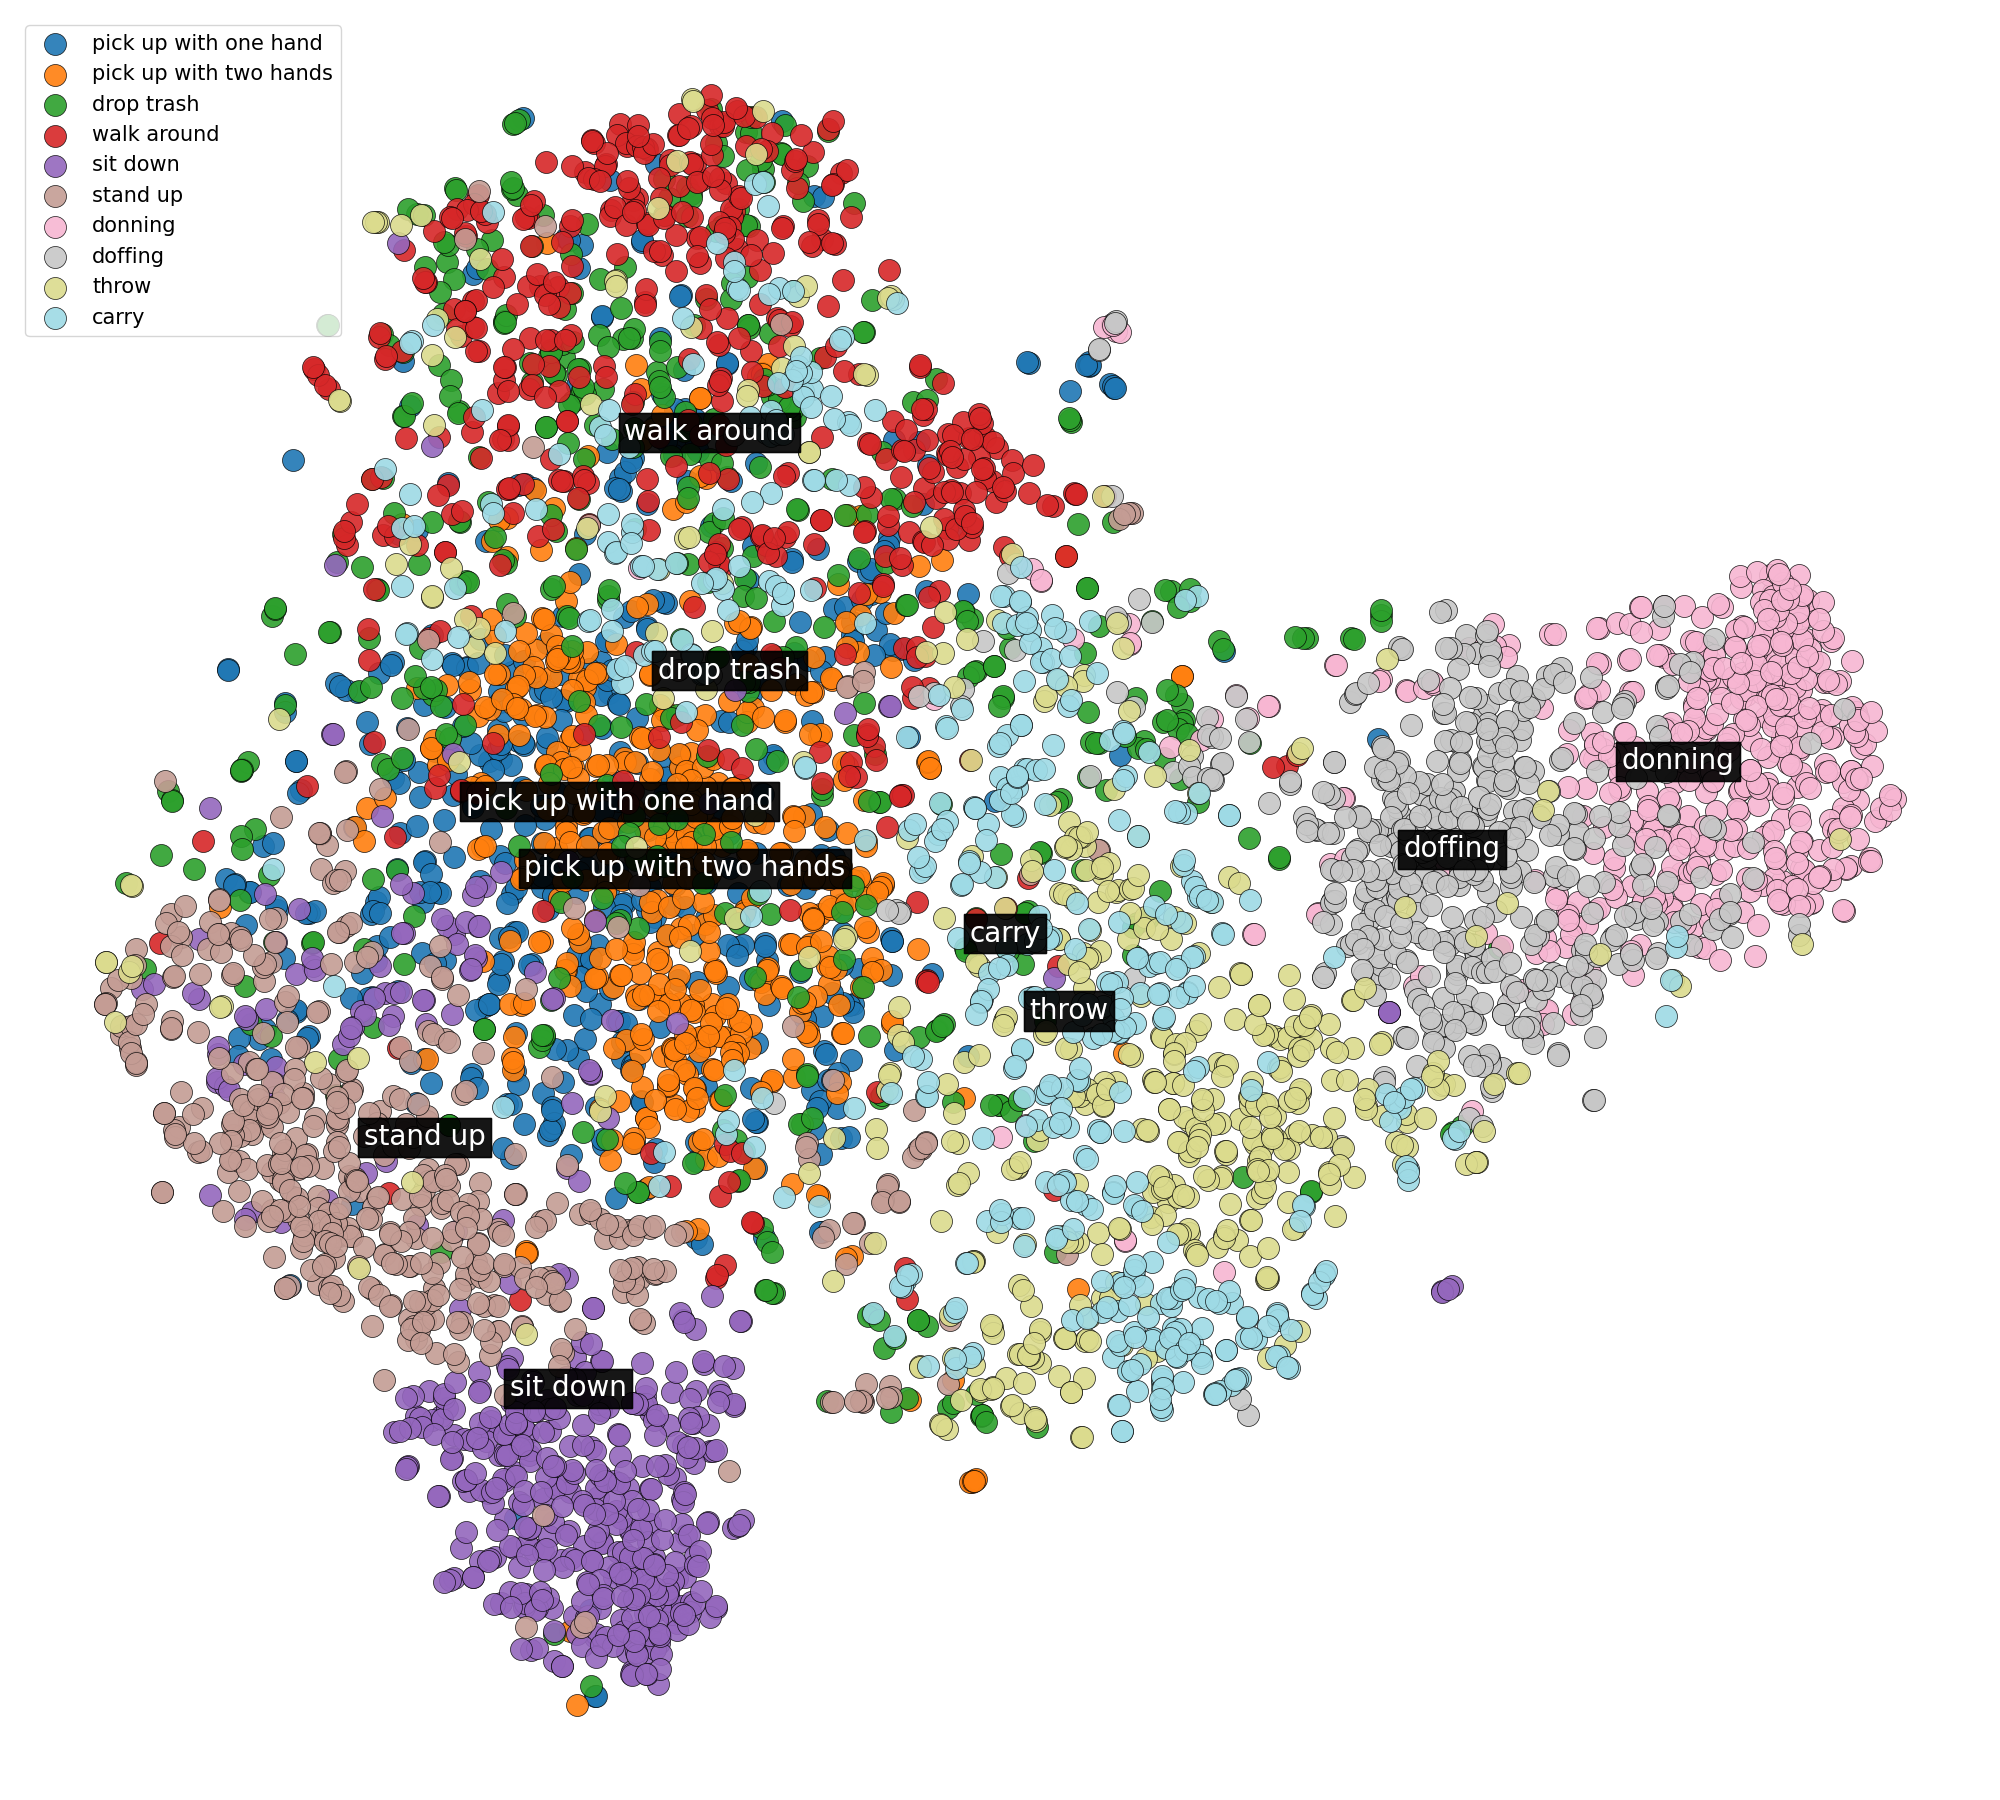 pick up with one hand
pick up with two hands
drop trash
walk around
sit down
stand up
donning
doffing
throw
carry
walk around
drop trash
donning
pick up with one hand
doffing
pick up with two hands
carry
throw
stand up
sit down